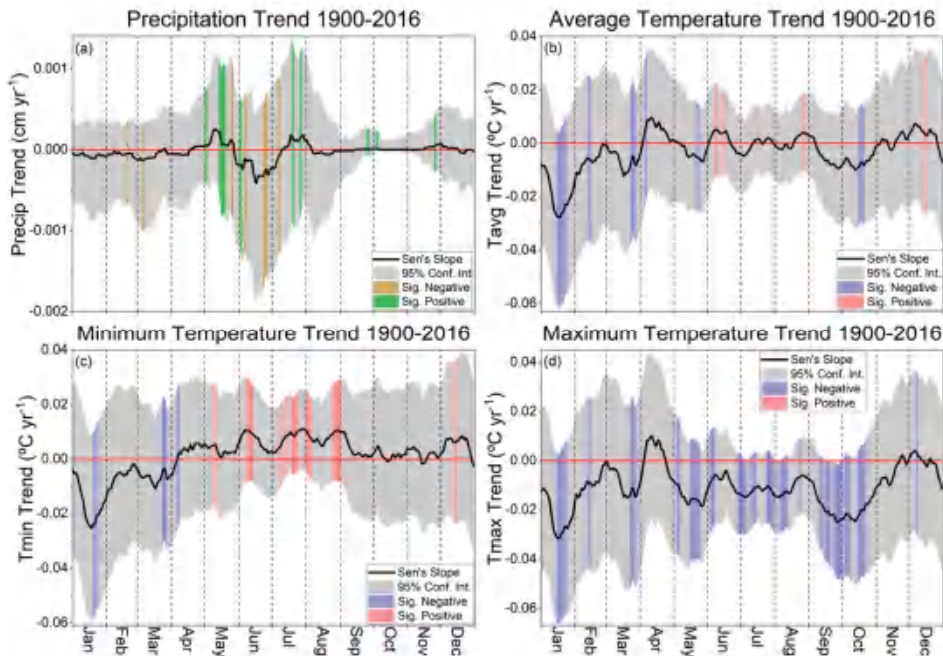 Precipitation Trend 1900-2016
(a)
0.001
0.000
-0.001
-0.002
Precip Trend (cm yr⁻¹)
Sen's Slope
95% Conf. Int.
Sig. Negative
Sig. Positive
Average Temperature Trend 1900-2016
(b)
0.04
0.02
0.00
-0.02
-0.04
-0.06
Tavg Trend (ºC yr⁻¹)
Sen's Slope
95% Conf. Int.
Sig. Negative
Sig. Positive
Minimum Temperature Trend 1900-2016
(c)
0.04
0.02
0.00
-0.02
-0.04
-0.06
Tmin Trend (ºC yr⁻¹)
Sen's Slope
95% Conf. Int.
Sig. Negative
Sig. Positive
Jan Feb Mar Apr May Jun Jul Aug Sep Oct Nov Dec
Maximum Temperature Trend 1900-2016
(d)
0.04
0.02
0.00
-0.02
-0.04
-0.06
Tmax Trend (ºC yr⁻¹)
Sen's Slope
95% Conf. Int.
Sig. Negative
Sig. Positive
Jan Feb Mar Apr May Jun Jul Aug Sep Oct Nov Dec